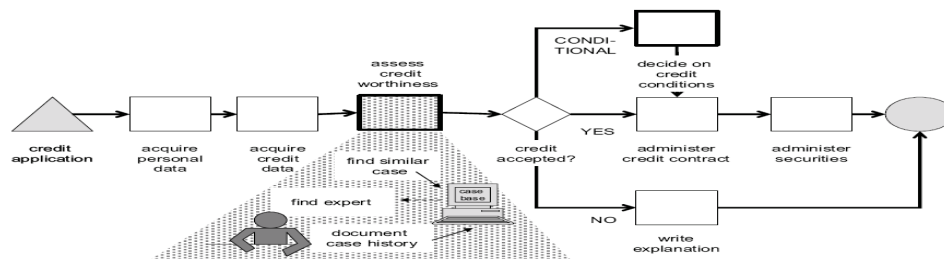 CONDI-
TIONAL
assess
credit
worthiness
decide on
credit
conditions
credit
application
acquire
personal
data
acquire
credit
data
credit
accepted?
YES
administer
credit contract
administer
securities
find similar
case
case
base
find expert
document
case history
NO
write
explanation